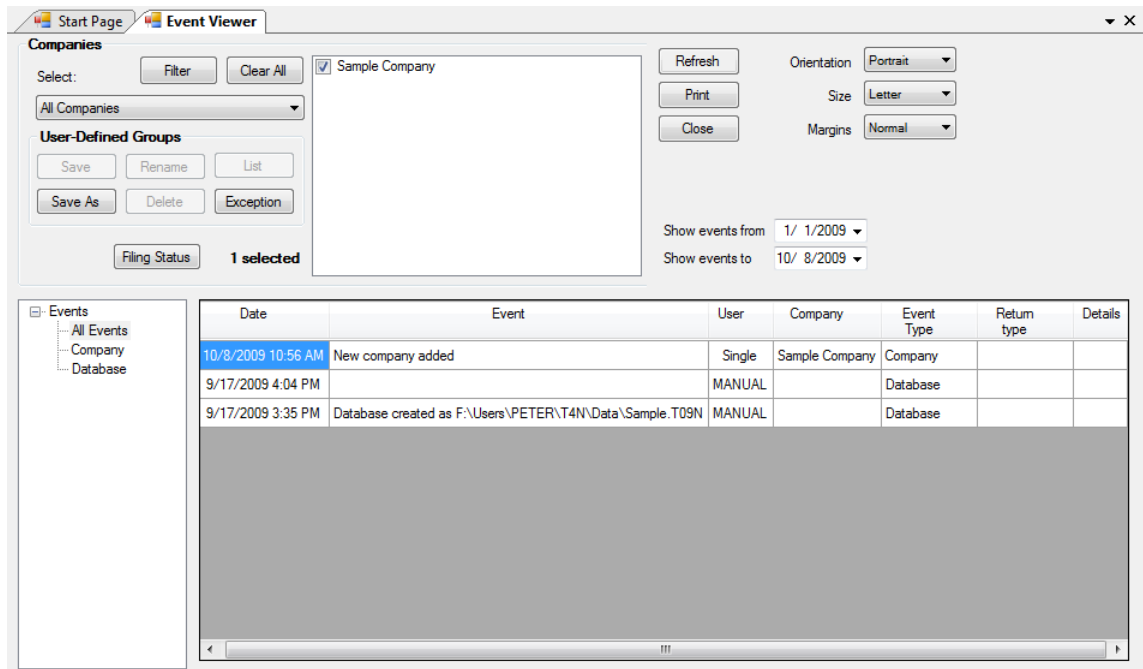 Start Page Event Viewer
Companies
Select: Filter Clear All
All Companies
User-Defined Groups
Save Rename List
Save As Delete Exception
Filing Status 1 selected
Sample Company
Refresh Orientation Portrait
Print Size Letter
Close Margins Normal
Show events from 1/ 1/2009
Show events to 10/ 8/2009
Events
All Events
Company
Database
Date Event User Company Event Type Return type Details
10/8/2009 10:56 AM New company added Single Sample Company Company
9/17/2009 4:04 PM MANUAL Database
9/17/2009 3:35 PM Database created as F:\Users\PETER\T4N\Data\Sample.T09N MANUAL Database